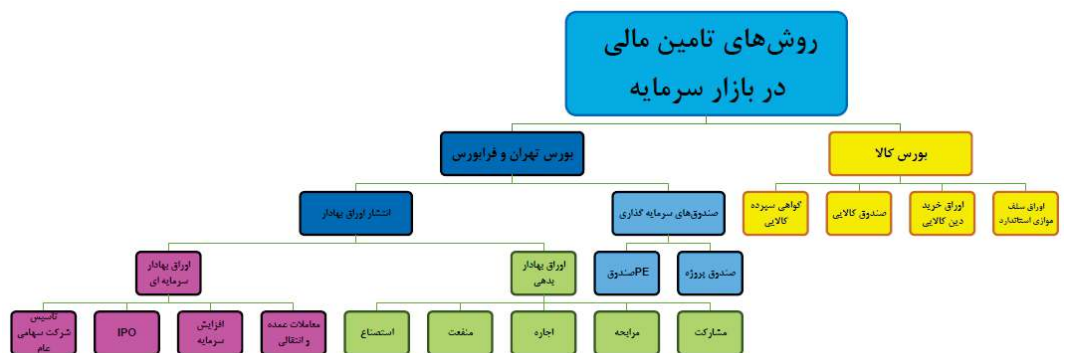 روش‌های تامین مالی
در بازار سرمایه
بورس کالا
بورس تهران و فرابورس
اوراق سلف
موازی استاندارد
اوراق خرید
دین کالایی
صندوق کالایی
گواهی سپرده
کالایی
صندوق‌های سرمایه گذاری
انتشار اوراق بهادار
صندوق پروژه
صندوقPE
اوراق بهادار
بدهی
اوراق بهادار
سرمایه ای
مشارکت
مرابحه
اجاره
منفعت
استصناع
معاملات عمده
و انتقالی
افزایش
سرمایه
IPO
تاسیس
شرکت سهامی
عام